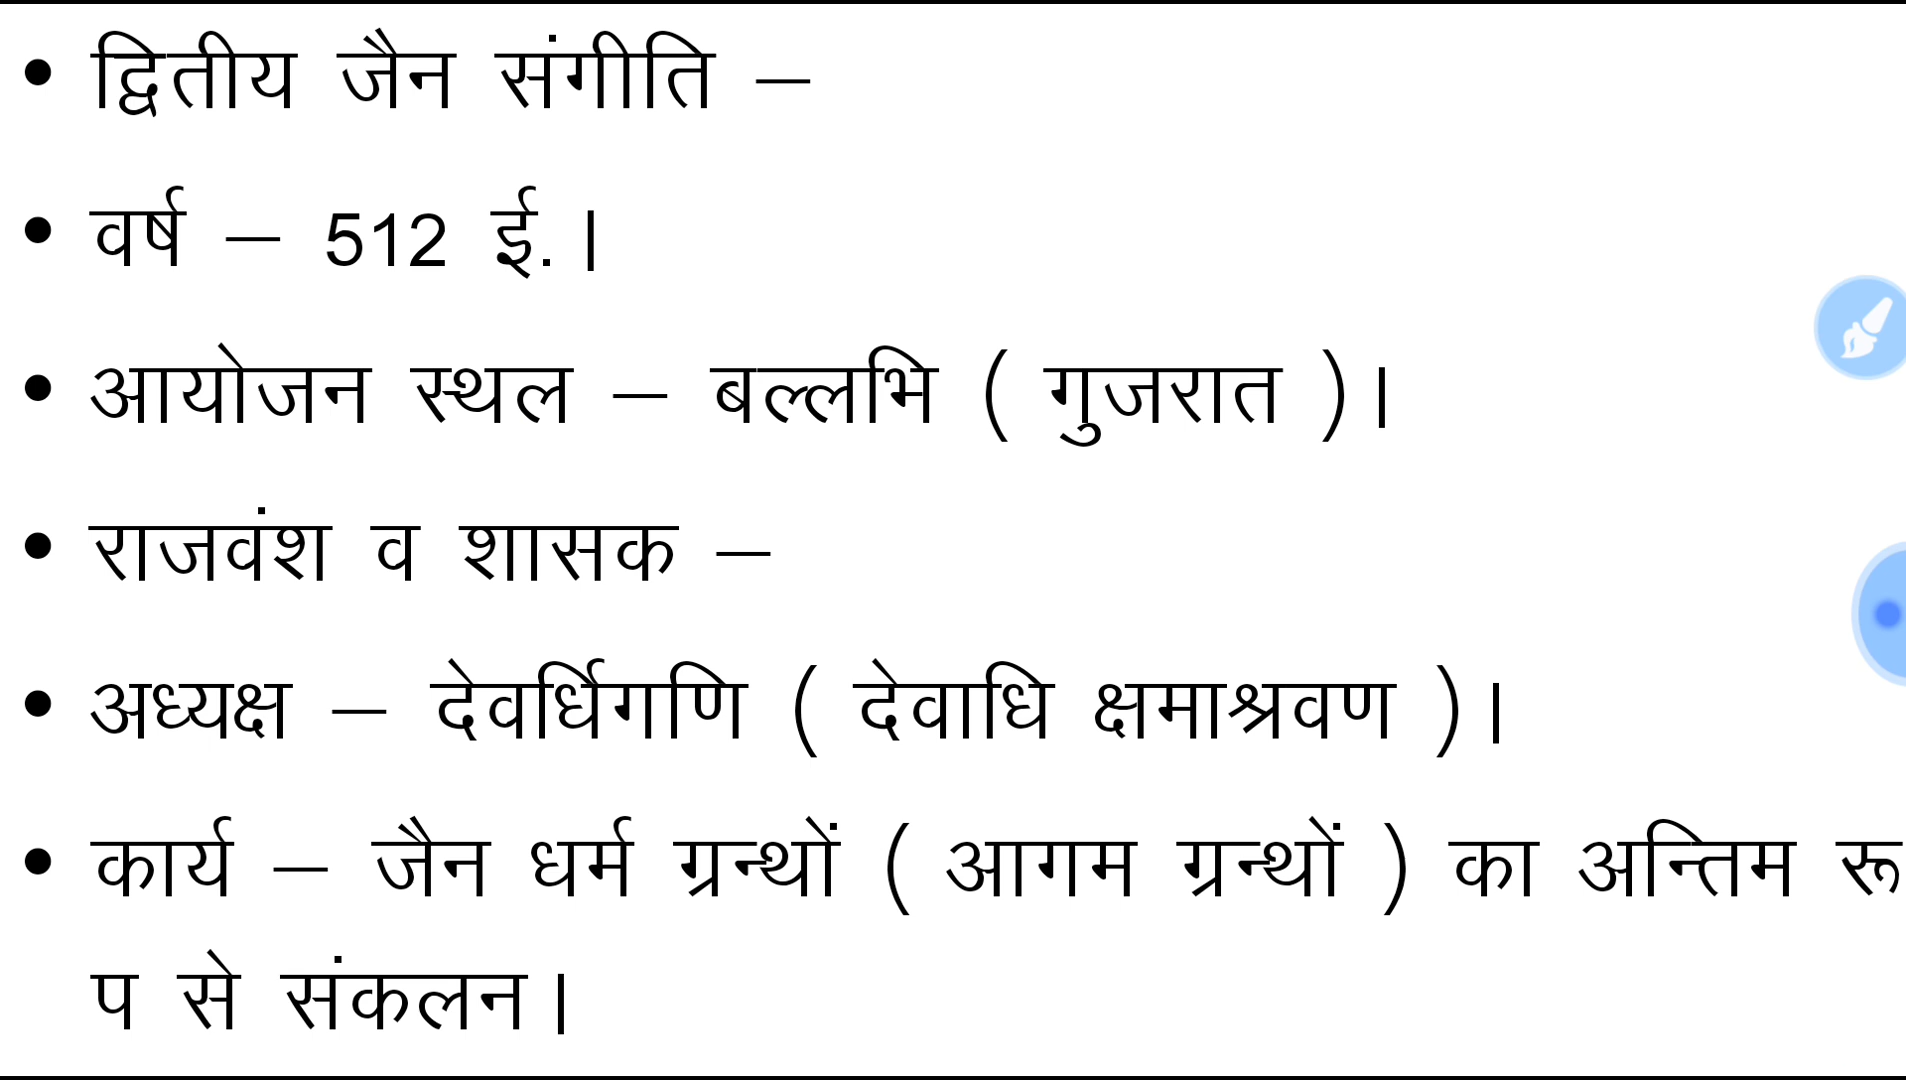 • द्वितीय जैन संगीति –
• वर्ष – 512 ई. ।
• आयोजन स्थल – बल्लभि ( गुजरात ) ।
• राजवंश व शासक –
• अध्यक्ष – देवर्धिगणि ( देवाधि क्षमाश्रवण ) ।
• कार्य – जैन धर्म ग्रन्थों ( आगम ग्रन्थों ) का अन्तिम रू
प से संकलन ।